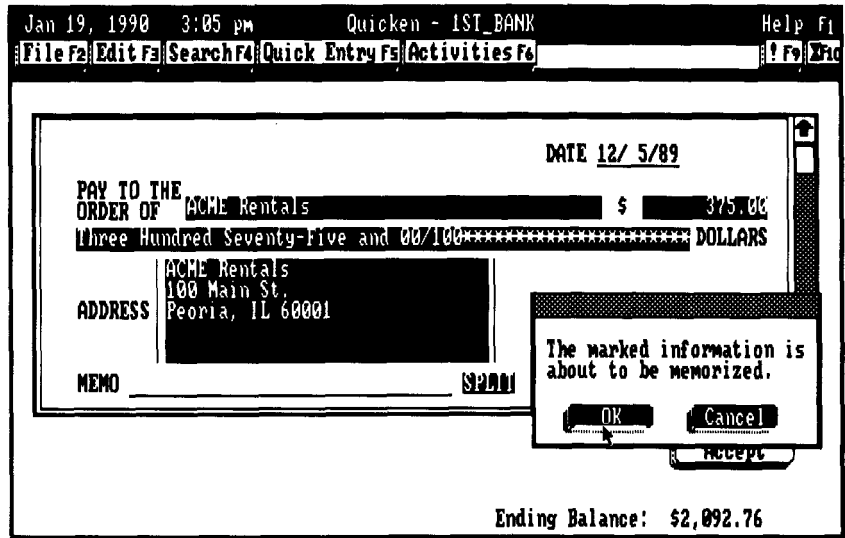 Jan 19, 1990 3:05 pm Quicken - 1ST_BANK Help F1
File F2 Edit F3 Search F4 Quick Entry F5 Activities F6 ! F9 ΣF10
DATE 12/ 5/89
PAY TO THE
ORDER OF ACME Rentals $ 375.00
Three Hundred Seventy-Five and 00/100********************** DOLLARS
ACME Rentals
100 Main St.
ADDRESS Peoria, IL 60001
The marked information is
about to be memorized.
MEMO SPLIT
OK Cancel
Accept
Ending Balance: $2,092.76